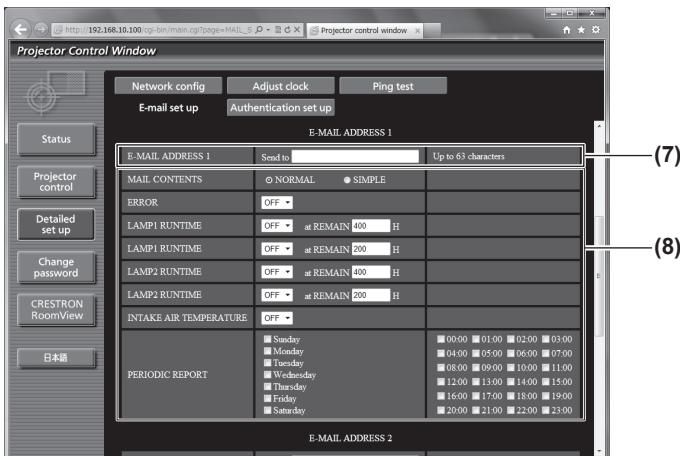 http://192.168.10.100/cgi-bin/main.cgi?page=MAIL_S
Projector control window
Projector Control Window
Network config Adjust clock Ping test
E-mail set up Authentication set up
Status
Projector control
Detailed set up
Change password
CRESTRON RoomView
日本語
E-MAIL ADDRESS 1
E-MAIL ADDRESS 1 Send to Up to 63 characters
(7)
MAIL CONTENTS NORMAL SIMPLE
ERROR OFF
LAMP1 RUNTIME OFF at REMAIN 400 H
LAMP1 RUNTIME OFF at REMAIN 200 H
(8)
LAMP2 RUNTIME OFF at REMAIN 400 H
LAMP2 RUNTIME OFF at REMAIN 200 H
INTAKE AIR TEMPERATURE OFF
PERIODIC REPORT
Sunday
Monday
Tuesday
Wednesday
Thursday
Friday
Saturday
00:00 01:00 02:00 03:00
04:00 05:00 06:00 07:00
08:00 09:00 10:00 11:00
12:00 13:00 14:00 15:00
16:00 17:00 18:00 19:00
20:00 21:00 22:00 23:00
E-MAIL ADDRESS 2